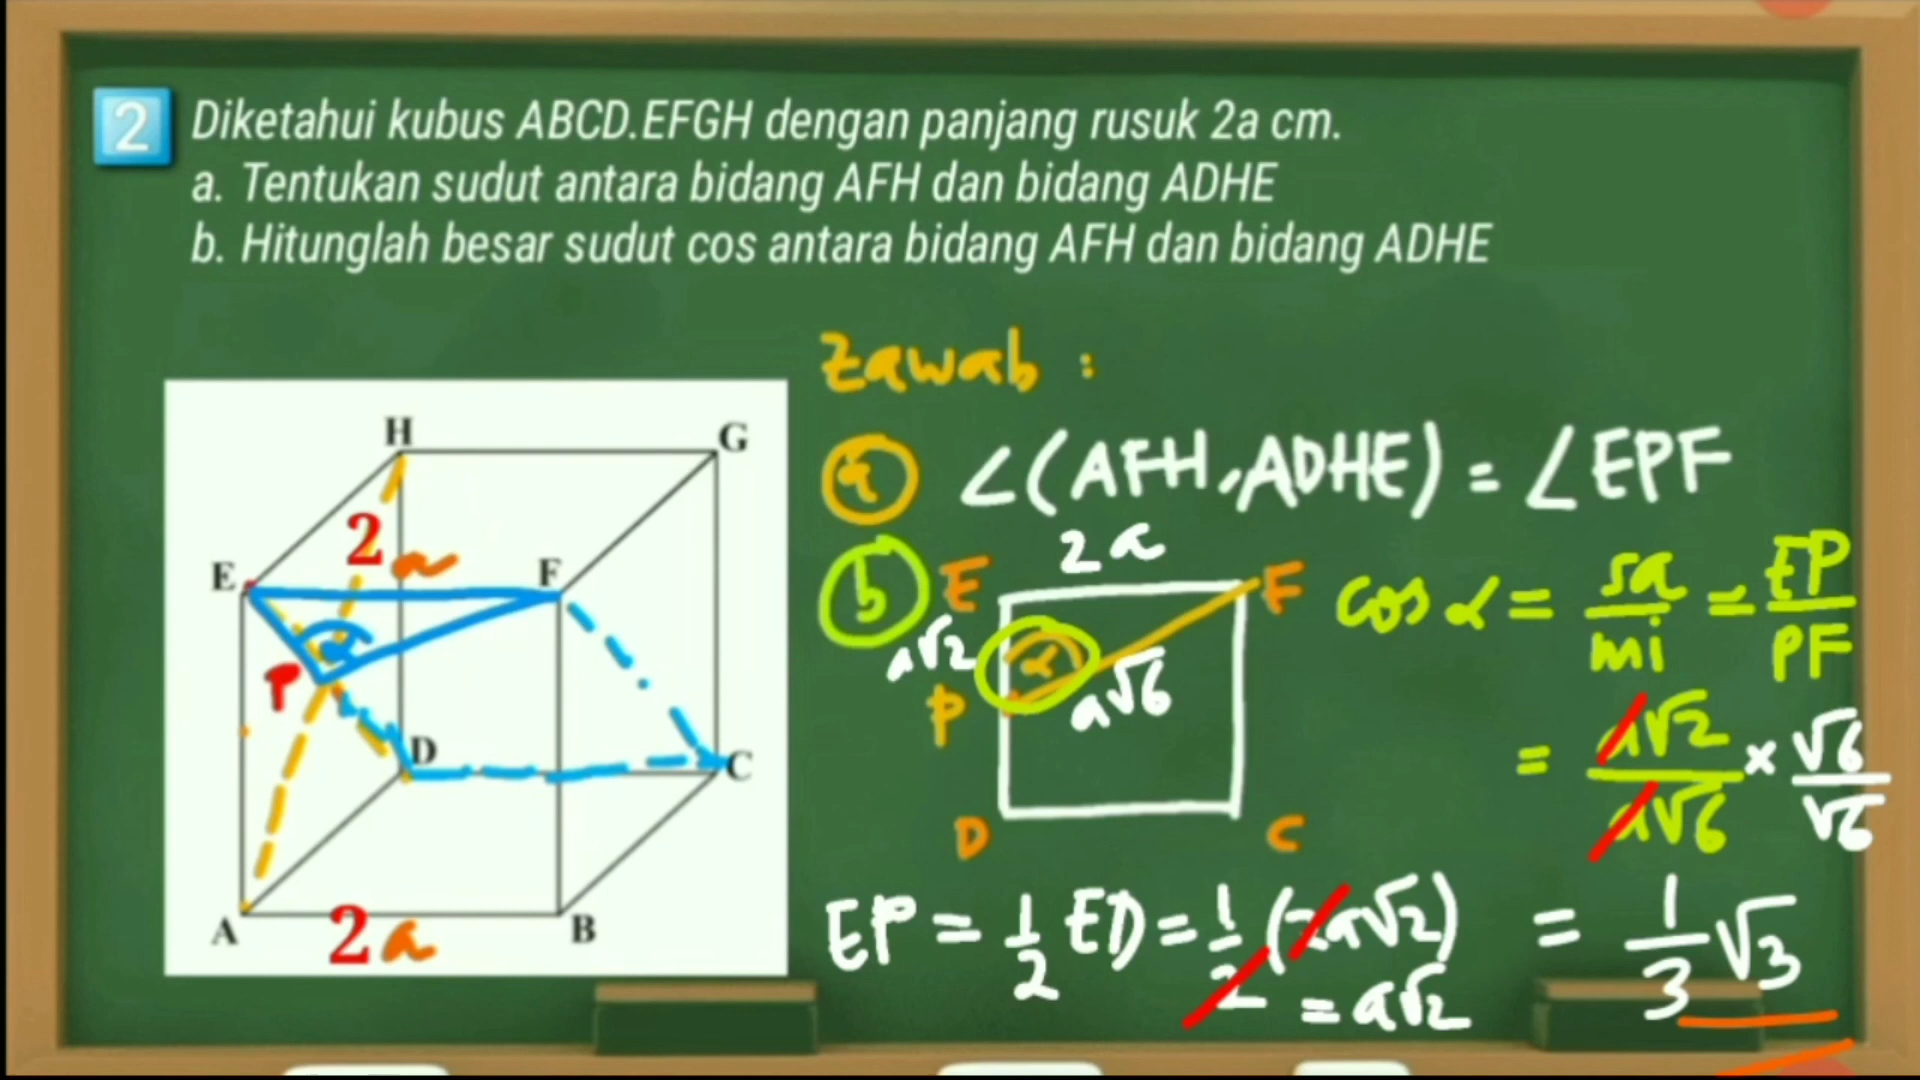 2 Diketahui kubus ABCD.EFGH dengan panjang rusuk 2a cm.
a. Tentukan sudut antara bidang AFH dan bidang ADHE
b. Hitunglah besar sudut cos antara bidang AFH dan bidang ADHE
Zawab :
H G
2 a
E F
α
P
D C
A B
2 a
a ∠(AFH, ADHE) = ∠EPF
b
2a
E F
a√2 α
P a√6
D C
cos α = sa/mi = EP/PF
= a√2/a√6 × √6/√6
= 1/3 √3
EP = 1/2 ED = 1/2 (2a√2)
= a√2